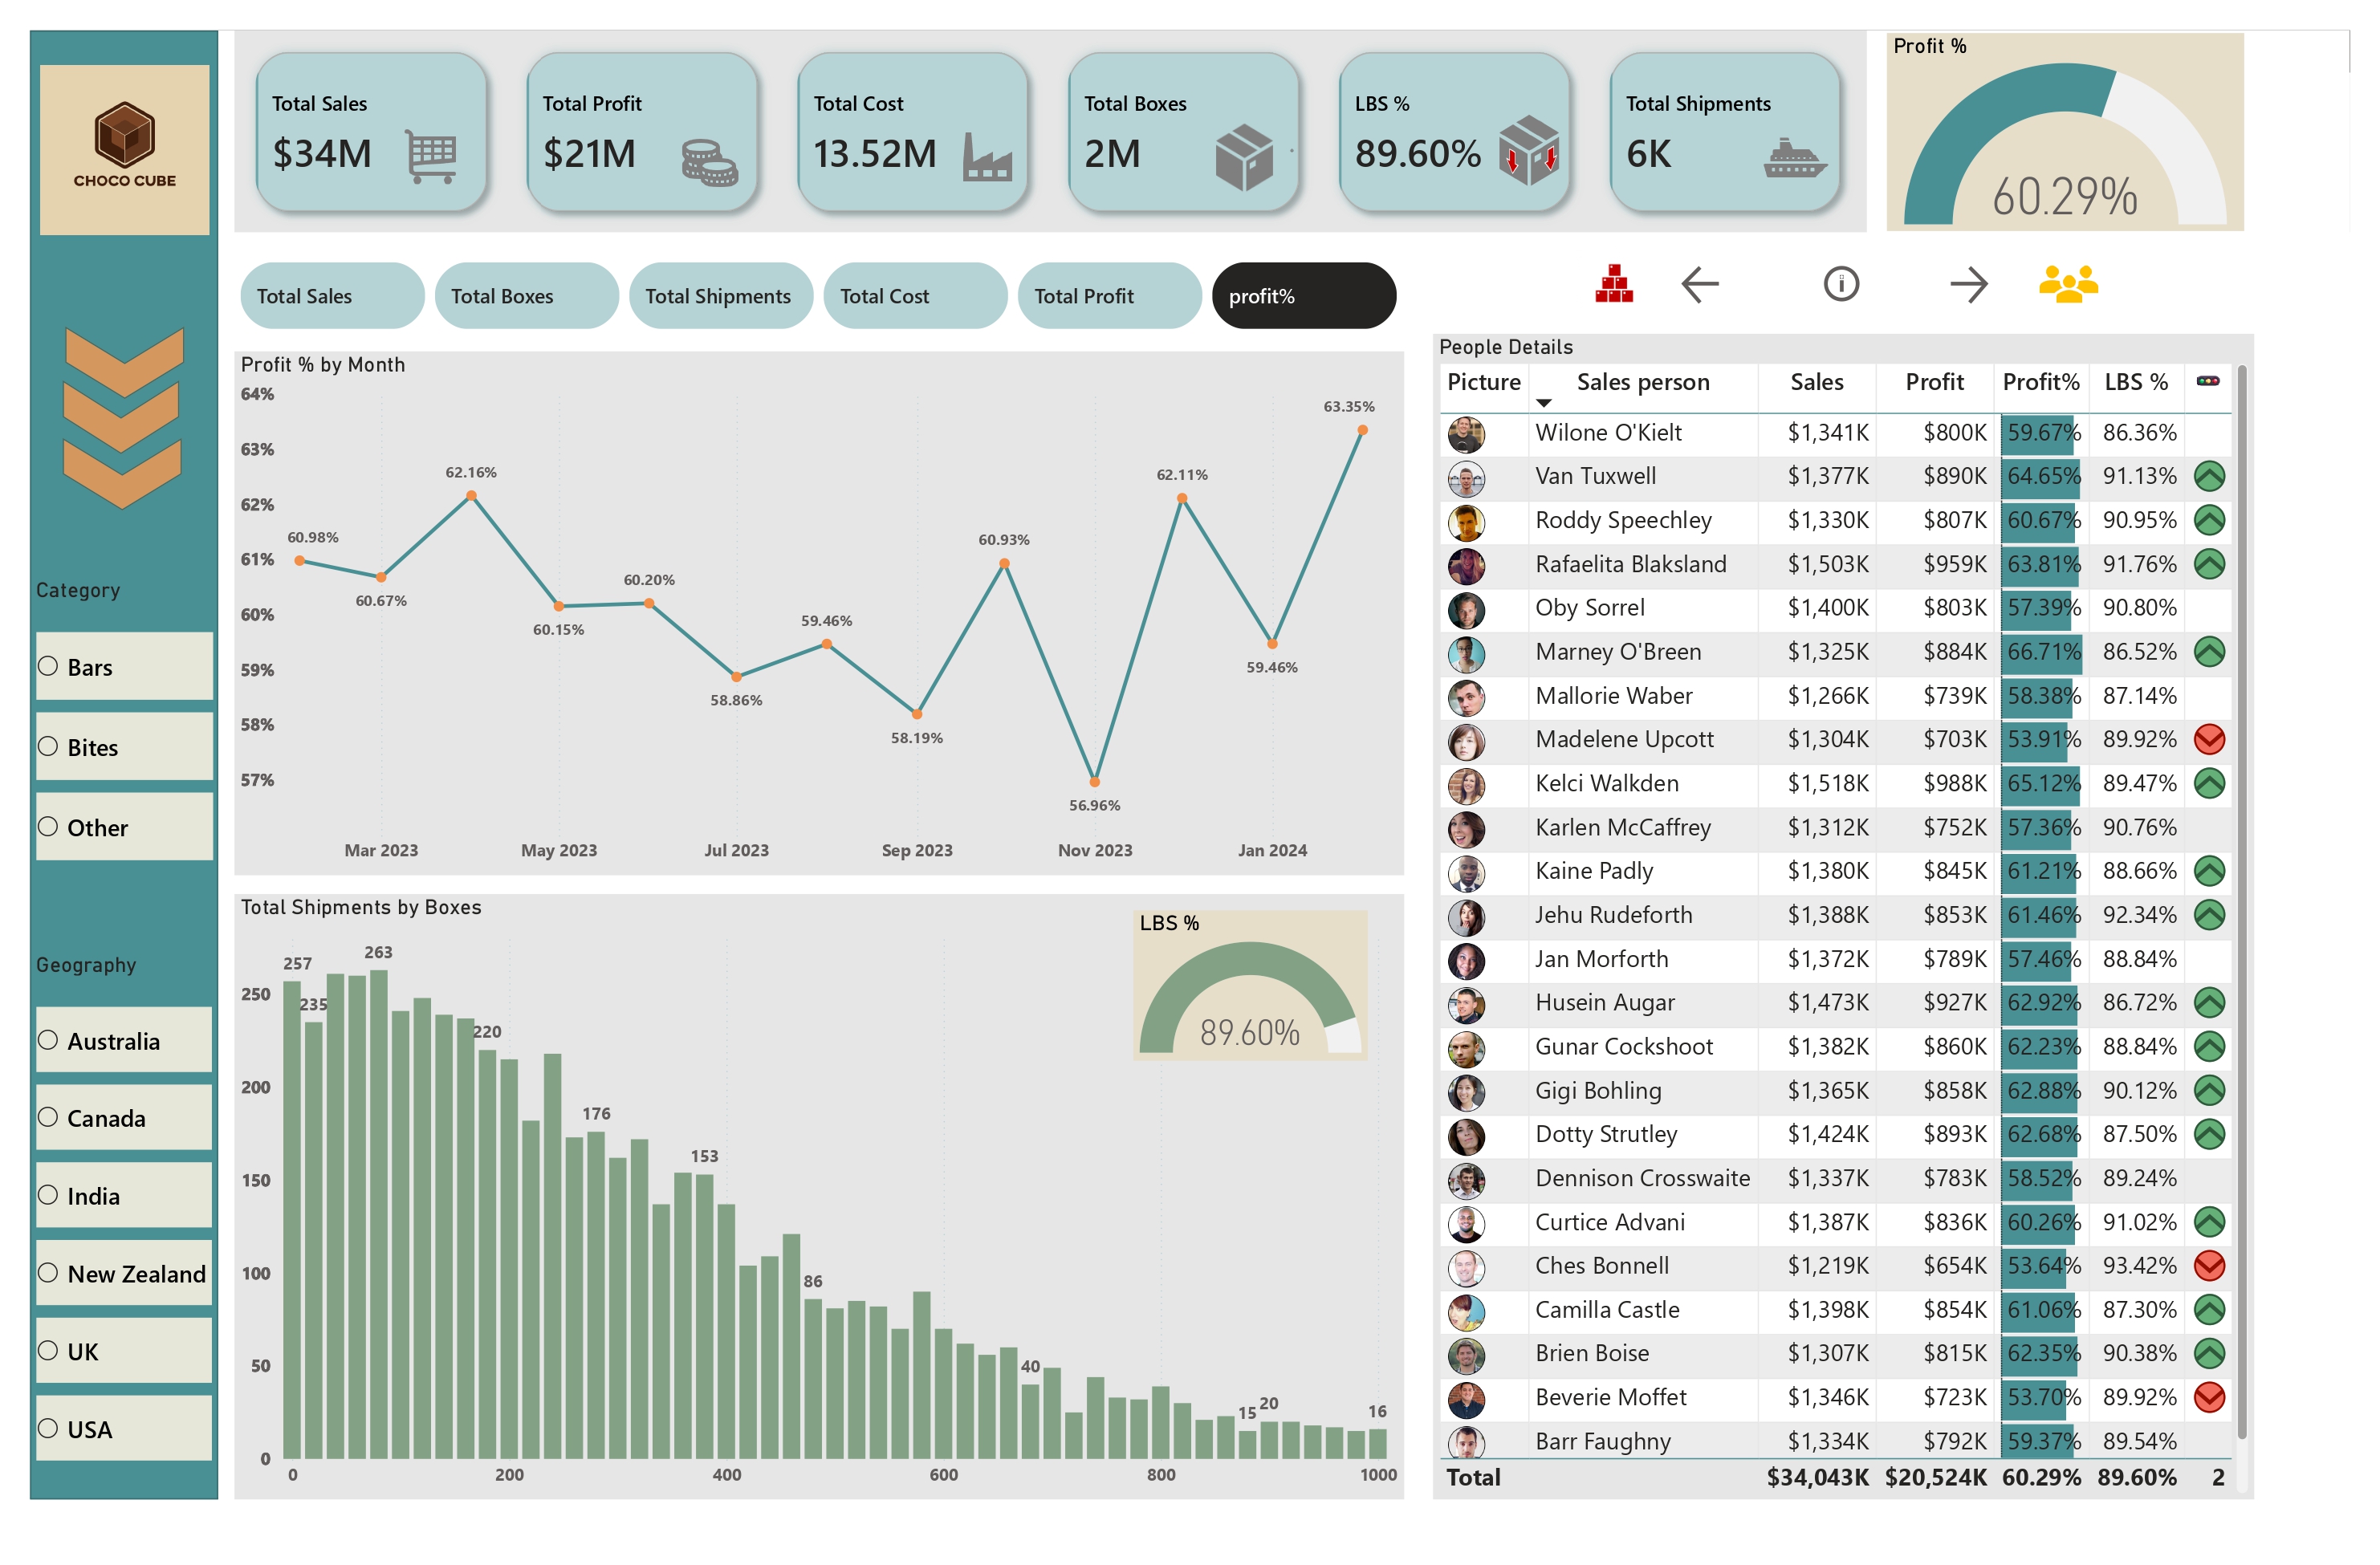 CHOCO CUBE
Total Sales
$34M
Total Profit
$21M
Total Cost
13.52M
Total Boxes
2M
LBS %
89.60%
Total Shipments
6K
Profit %
60.29%
Total Sales
Total Boxes
Total Shipments
Total Cost
Total Profit
profit%
Category
Bars
Bites
Other
Geography
Australia
Canada
India
New Zealand
UK
USA
Profit % by Month
64%
63%
62%
61%
60%
59%
58%
57%
60.98%
60.67%
62.16%
60.15%
60.20%
58.86%
59.46%
58.19%
60.93%
56.96%
62.11%
59.46%
63.35%
Mar 2023 May 2023 Jul 2023 Sep 2023 Nov 2023 Jan 2024
Total Shipments by Boxes
LBS %
89.60%
250
200
150
100
50
0
257
235
263
220
176
153
86
40
15
20
16
0 200 400 600 800 1000
People Details
Picture Sales person Sales Profit Profit% LBS %
Wilone O'Kielt $1,341K $800K 59.67% 86.36%
Van Tuxwell $1,377K $890K 64.65% 91.13%
Roddy Speechley $1,330K $807K 60.67% 90.95%
Rafaelita Blaksland $1,503K $959K 63.81% 91.76%
Oby Sorrel $1,400K $803K 57.39% 90.80%
Marney O'Breen $1,325K $884K 66.71% 86.52%
Mallorie Waber $1,266K $739K 58.38% 87.14%
Madelene Upcott $1,304K $703K 53.91% 89.92%
Kelci Walkden $1,518K $988K 65.12% 89.47%
Karlen McCaffrey $1,312K $752K 57.36% 90.76%
Kaine Padly $1,380K $845K 61.21% 88.66%
Jehu Rudeforth $1,388K $853K 61.46% 92.34%
Jan Morforth $1,372K $789K 57.46% 88.84%
Husein Augar $1,473K $927K 62.92% 86.72%
Gunar Cockshoot $1,382K $860K 62.23% 88.84%
Gigi Bohling $1,365K $858K 62.88% 90.12%
Dotty Strutley $1,424K $893K 62.68% 87.50%
Dennison Crosswaite $1,337K $783K 58.52% 89.24%
Curtice Advani $1,387K $836K 60.26% 91.02%
Ches Bonnell $1,219K $654K 53.64% 93.42%
Camilla Castle $1,398K $854K 61.06% 87.30%
Brien Boise $1,307K $815K 62.35% 90.38%
Beverie Moffet $1,346K $723K 53.70% 89.92%
Barr Faughny $1,334K $792K 59.37% 89.54%
Total $34,043K $20,524K 60.29% 89.60% 2